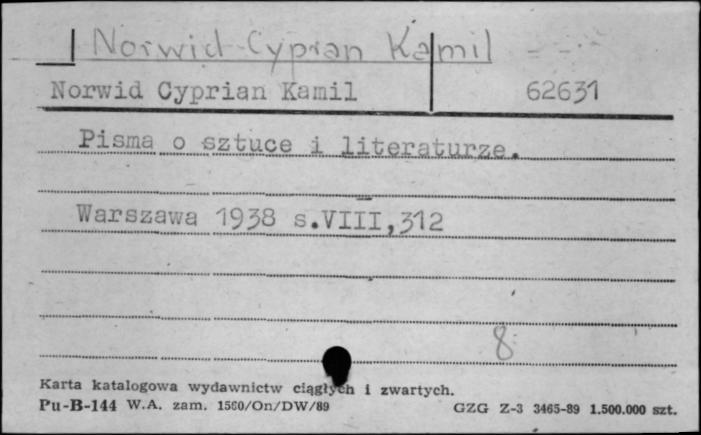 Norwid Cyprian Kamil
Norwid Cyprian Kamil 62631
Pisma o sztuce i literaturze.
Warszawa 1938 s.VIII,312
8
Karta katalogowa wydawnictw ciągłych i zwartych.
Pu-B-144 W.A. zam. 1560/On/DW/89 GZG Z-3 3465-89 1.500.000 szt.